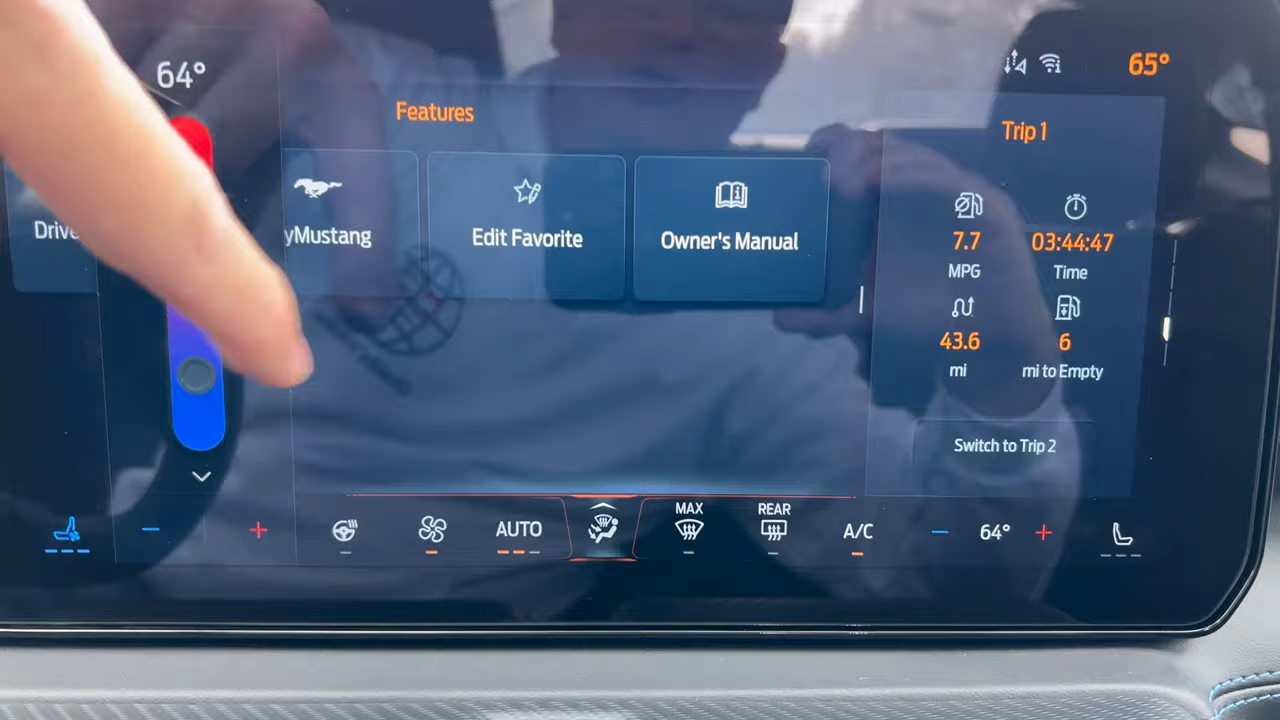 64°
65°
Features
Trip 1
Drive
yMustang
Edit Favorite
Owner's Manual
7.7
MPG
03:44:47
Time
43.6
mi
6
mi to Empty
Switch to Trip 2
−
+
AUTO
MAX
REAR
A/C
−
64°
+